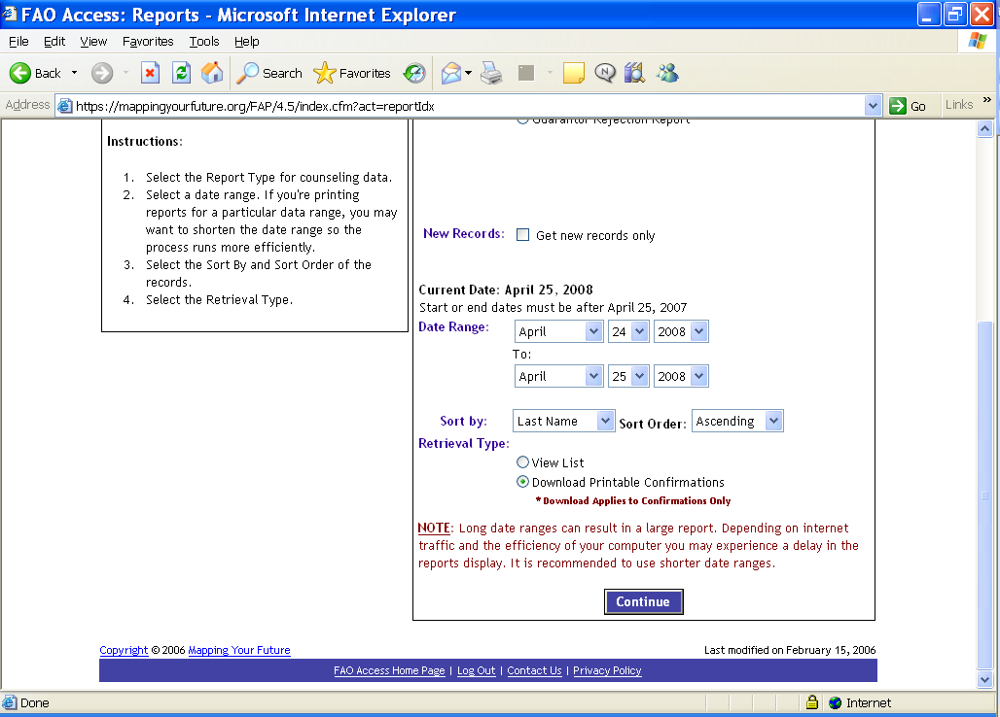 FAO Access: Reports - Microsoft Internet Explorer
File Edit View Favorites Tools Help
Back Search Favorites
Address https://mappingyourfuture.org/FAP/4.5/index.cfm?act=reportIdx Go Links »
Guarantor Rejection Report
Instructions:
1. Select the Report Type for counseling data.
2. Select a date range. If you're printing
reports for a particular data range, you may
want to shorten the date range so the
process runs more efficiently.
3. Select the Sort By and Sort Order of the
records.
4. Select the Retrieval Type.
New Records: Get new records only
Current Date: April 25, 2008
Start or end dates must be after April 25, 2007
Date Range: April 24 2008
To:
April 25 2008
Sort by: Last Name Sort Order: Ascending
Retrieval Type:
View List
Download Printable Confirmations
* Download Applies to Confirmations Only
NOTE: Long date ranges can result in a large report. Depending on internet
traffic and the efficiency of your computer you may experience a delay in the
reports display. It is recommended to use shorter date ranges.
Continue
Copyright © 2006 Mapping Your Future Last modified on February 15, 2006
FAO Access Home Page | Log Out | Contact Us | Privacy Policy
Done Internet